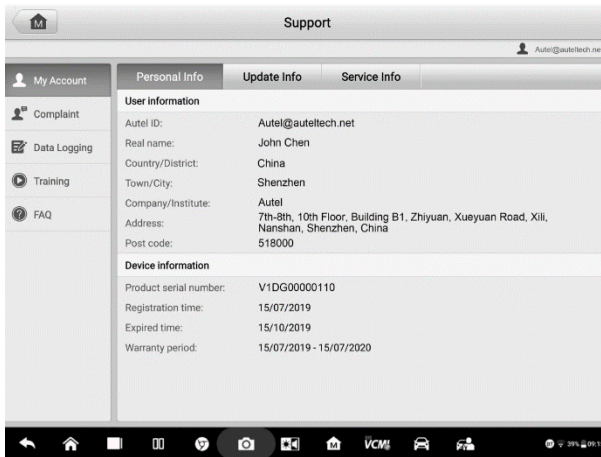 Support
Autel@auteltech.ne
My Account
Complaint
Data Logging
Training
FAQ
Personal Info Update Info Service Info
User information
Autel ID: Autel@auteltech.net
Real name: John Chen
Country/District: China
Town/City: Shenzhen
Company/Institute: Autel
Address: 7th-8th, 10th Floor, Building B1, Zhiyuan, Xueyuan Road, Xili,
Nanshan, Shenzhen, China
Post code: 518000
Device information
Product serial number: V1DG00000110
Registration time: 15/07/2019
Expired time: 15/10/2019
Warranty period: 15/07/2019 - 15/07/2020
VCMI 39%